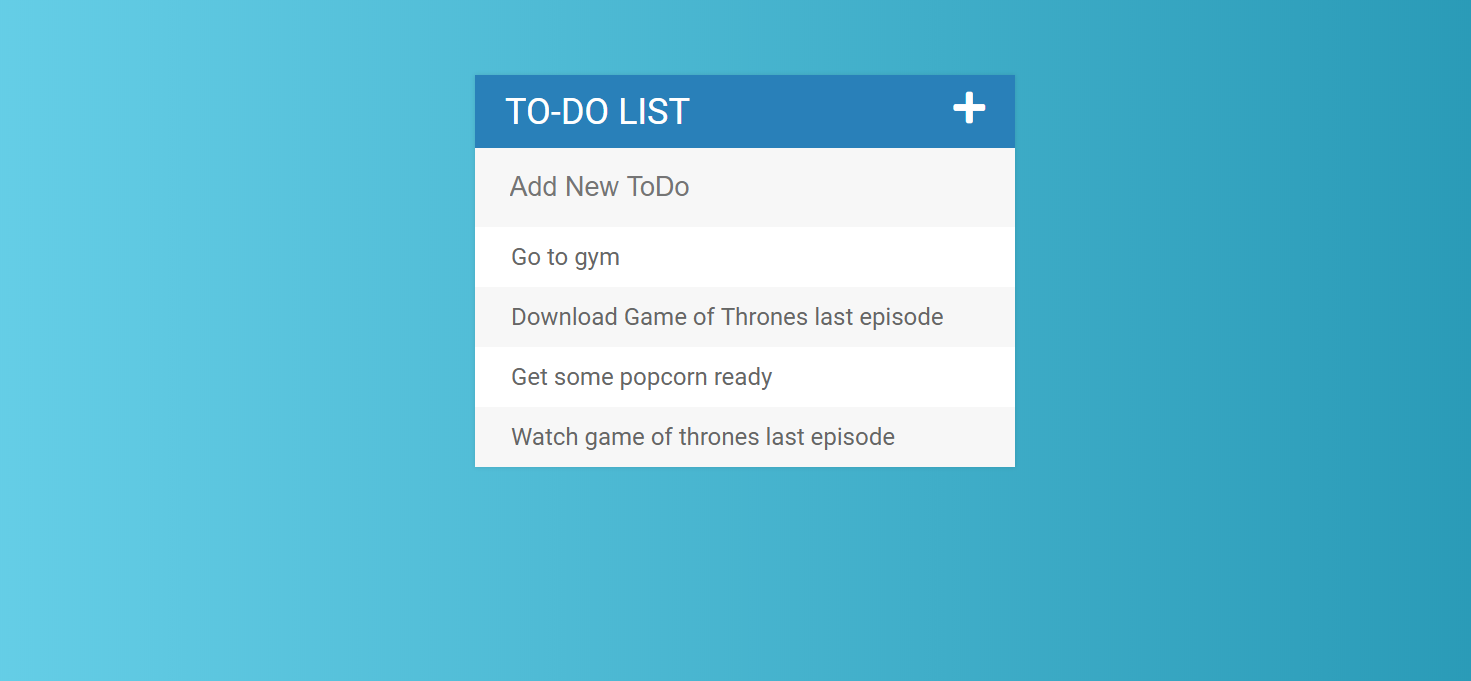 TO-DO LIST
Add New ToDo
Go to gym
Download Game of Thrones last episode
Get some popcorn ready
Watch game of thrones last episode